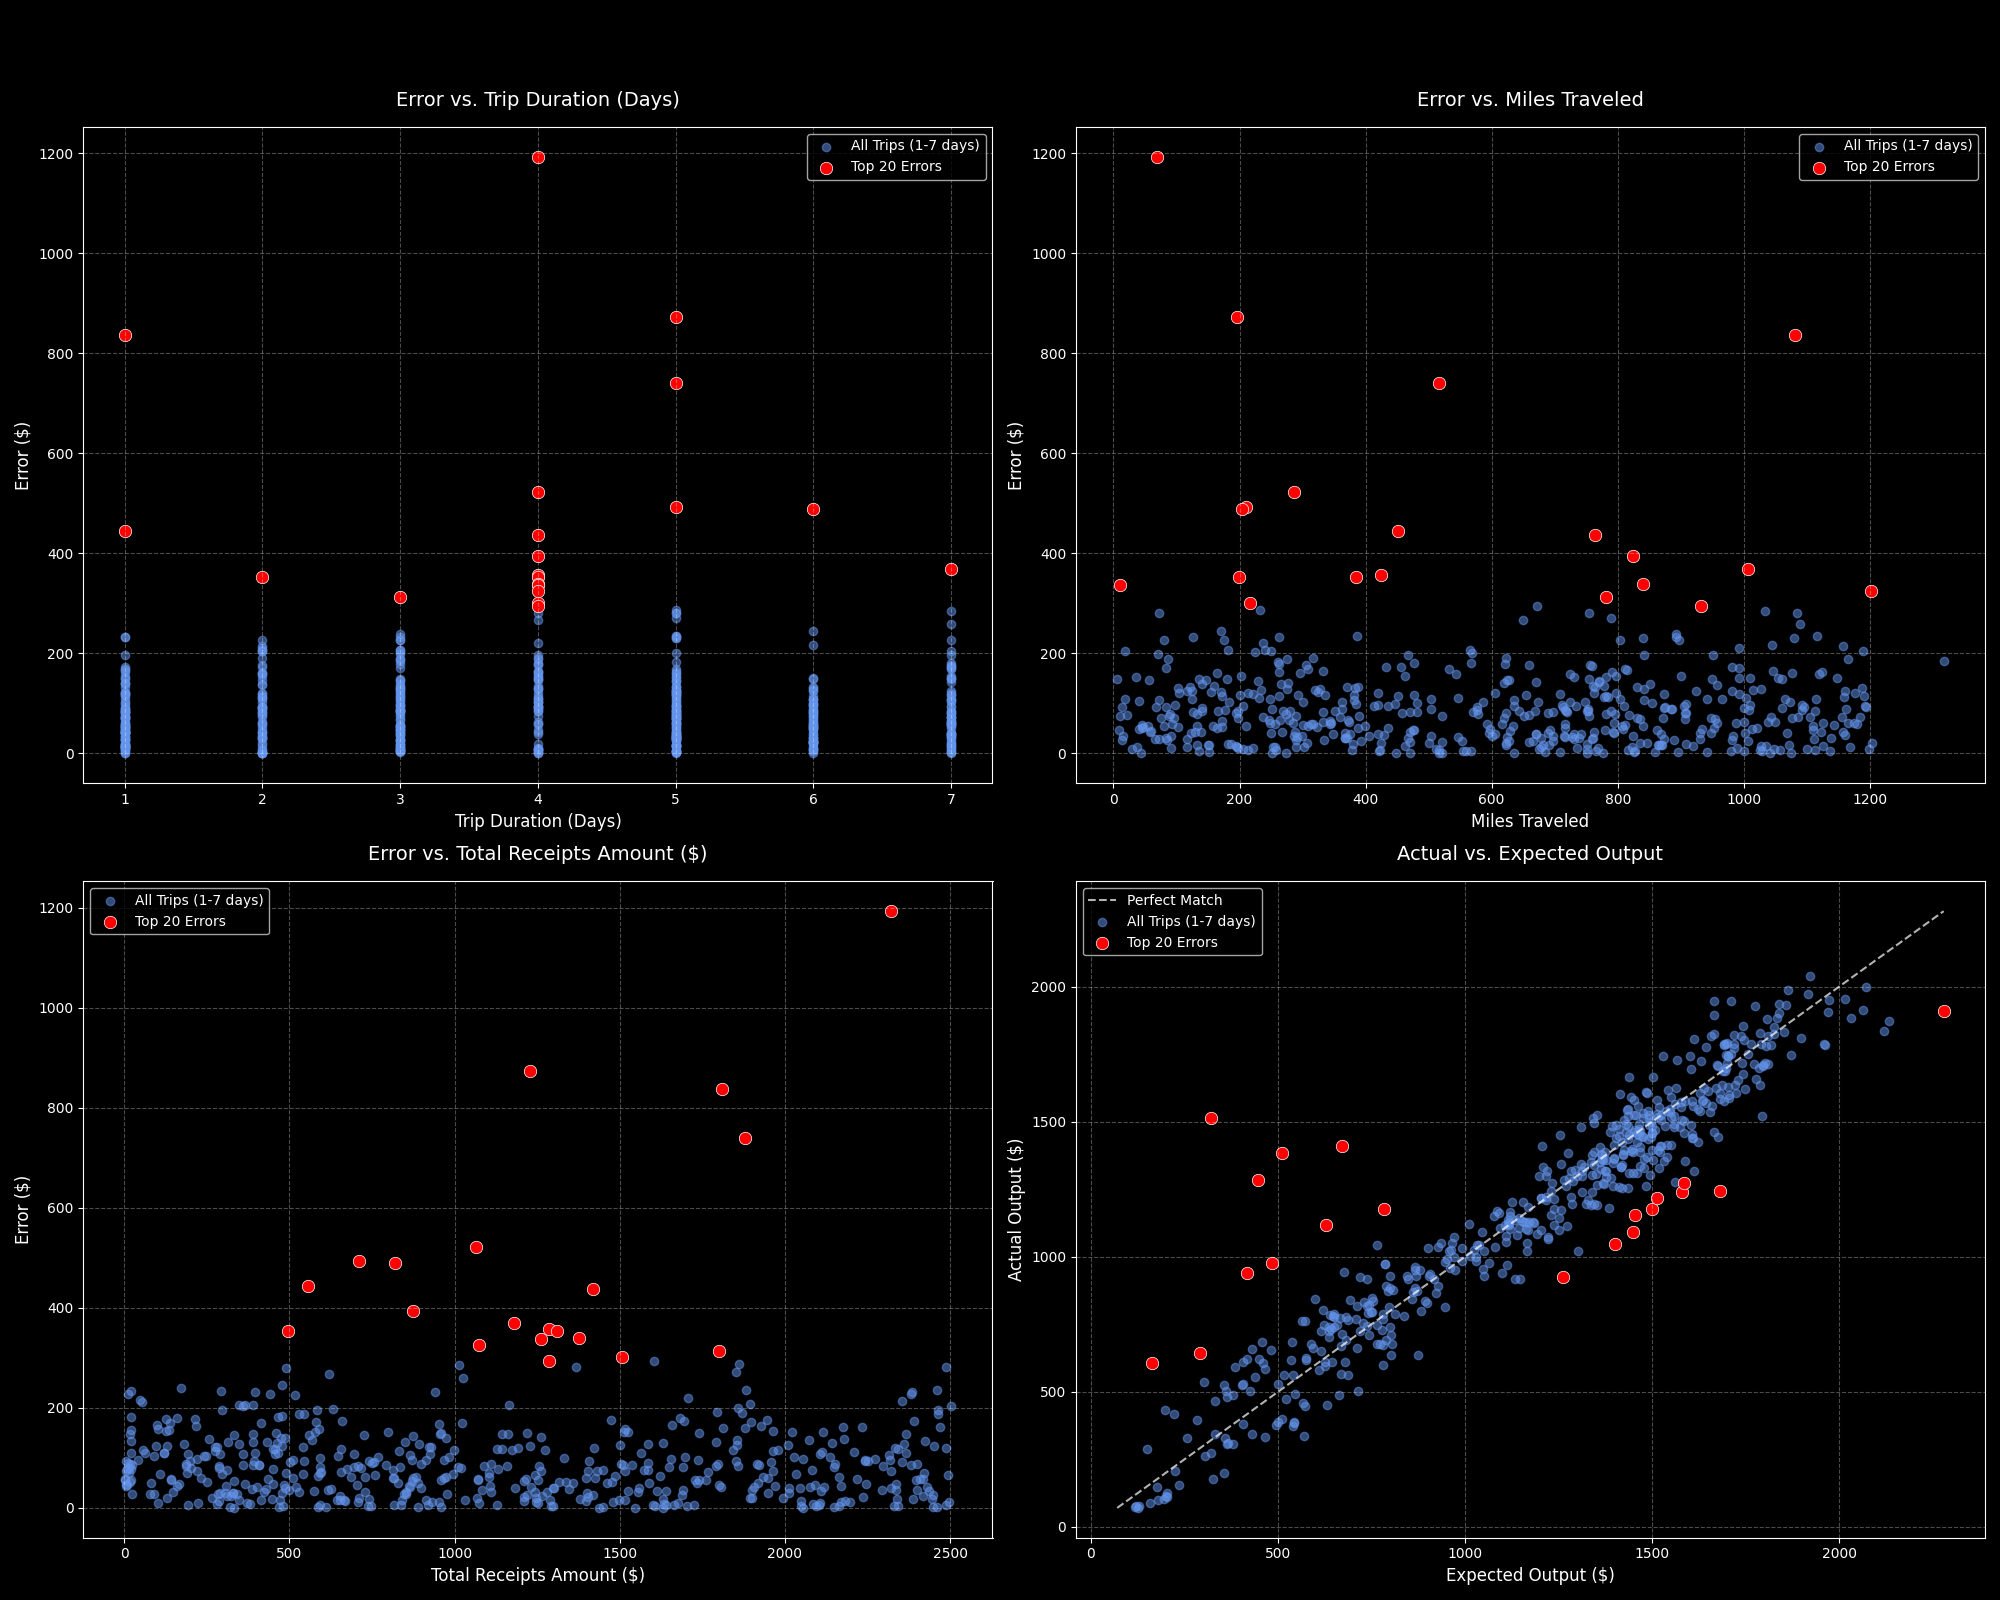 Error vs. Trip Duration (Days)
All Trips (1-7 days)
Top 20 Errors
1200
1000
800
600
400
200
0
Error ($)
1 2 3 4 5 6 7
Trip Duration (Days)
Error vs. Miles Traveled
All Trips (1-7 days)
Top 20 Errors
1200
1000
800
600
400
200
0
Error ($)
0 200 400 600 800 1000 1200
Miles Traveled
Error vs. Total Receipts Amount ($)
All Trips (1-7 days)
Top 20 Errors
1200
1000
800
600
400
200
0
Error ($)
0 500 1000 1500 2000 2500
Total Receipts Amount ($)
Actual vs. Expected Output
Perfect Match
All Trips (1-7 days)
Top 20 Errors
2000
1500
1000
500
0
Actual Output ($)
0 500 1000 1500 2000
Expected Output ($)